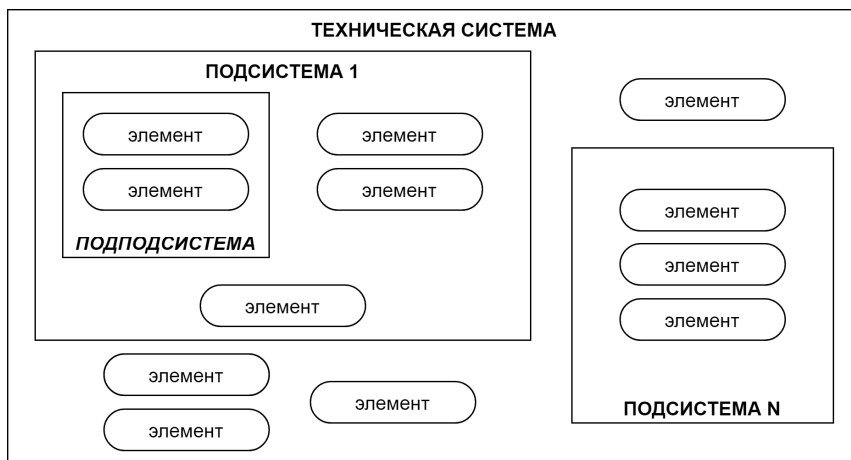 ТЕХНИЧЕСКАЯ СИСТЕМА
ПОДСИСТЕМА 1
элемент
элемент
ПОДПОДСИСТЕМА
элемент
элемент
элемент
элемент
элемент
элемент
элемент
элемент
элемент
элемент
ПОДСИСТЕМА N